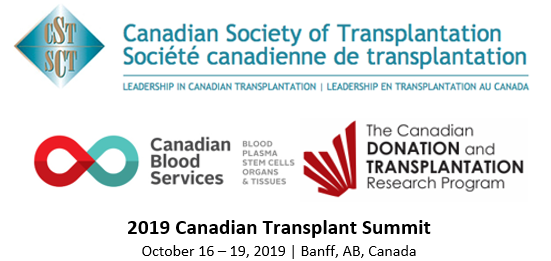 CST
SCT
Canadian Society of Transplantation
Société canadienne de transplantation
LEADERSHIP IN CANADIAN TRANSPLANTATION | LEADERSHIP EN TRANSPLANTATION AU CANADA
Canadian
Blood
Services
BLOOD
PLASMA
STEM CELLS
ORGANS
& TISSUES
The Canadian
DONATION and
TRANSPLANTATION
Research Program
2019 Canadian Transplant Summit
October 16 – 19, 2019 | Banff, AB, Canada